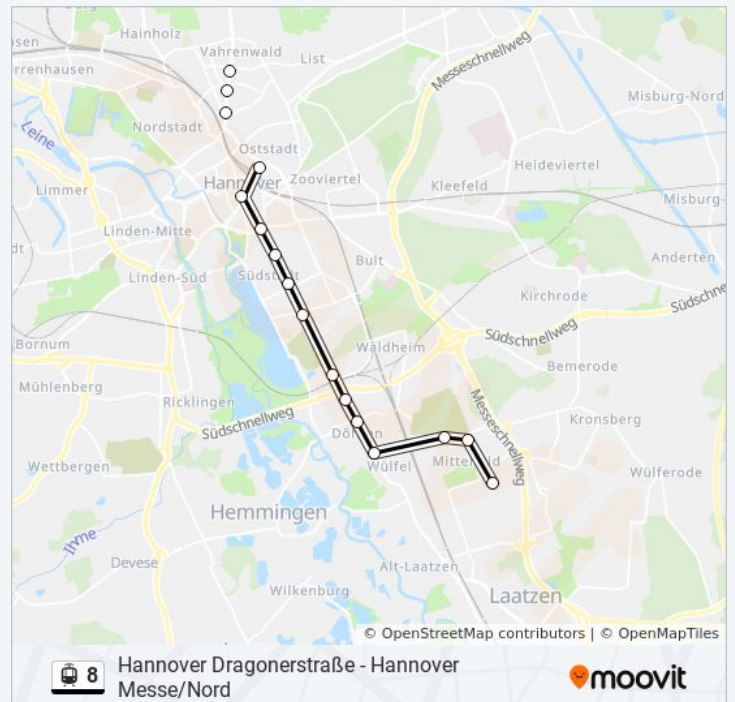 Hainholz
Vahrenwald
List
Messeschnellweg
Misburg-Nord
Nordstadt
Leine
Oststadt
Heideviertel
Hannover
Zooviertel
Kleefeld
Limmer
Misburg-
Linden-Mitte
Bult
Anderten
Linden-Süd
Südstadt
Kirchrode
Südschne
Bornum
Waldheim
Südschnellweg
Bemerode
Mühlenberg
Ricklingen
Messeschnellweg
Südschnellweg
Döhren
Kronsberg
Wettbergen
Wülfel
Mittelfeld
Wülferode
Hemmingen
Ihme
Devese
Alt-Laatzen
Wilkenburg
Laatzen
© OpenStreetMap contributors | © OpenMapTiles
8
Hannover Dragonerstraße - Hannover
Messe/Nord
moovit